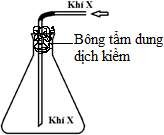 Khí X
Bông tẩm dung
dịch kiềm
Khí X